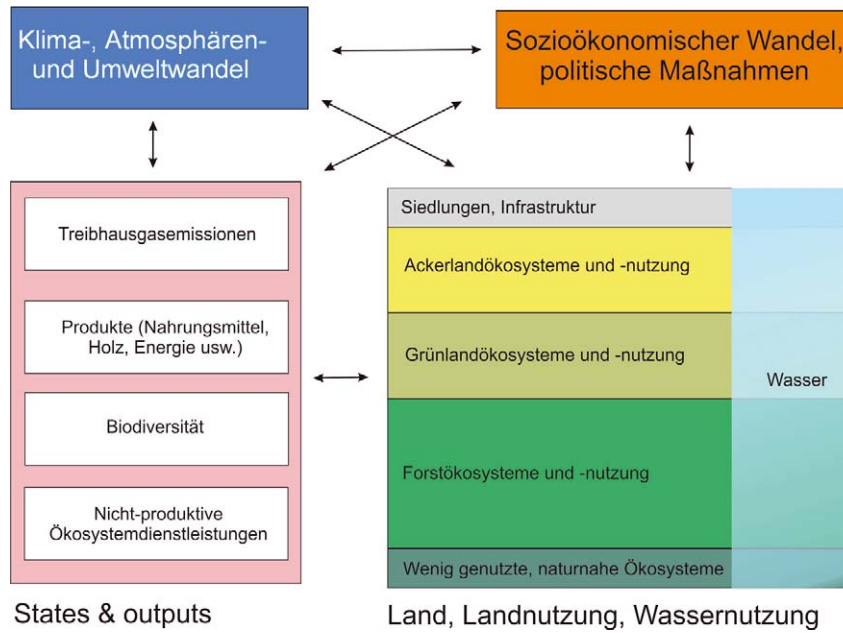 Klima-, Atmosphären-
und Umweltwandel
Sozioökonomischer Wandel,
politische Maßnahmen
Treibhausgasemissionen
Produkte (Nahrungsmittel,
Holz, Energie usw.)
Biodiversität
Nicht-produktive
Ökosystemdienstleistungen
States & outputs
Siedlungen, Infrastruktur
Ackerlandökosysteme und -nutzung
Grünlandökosysteme und -nutzung
Wasser
Forstökosysteme und -nutzung
Wenig genutzte, naturnahe Ökosysteme
Land, Landnutzung, Wassernutzung